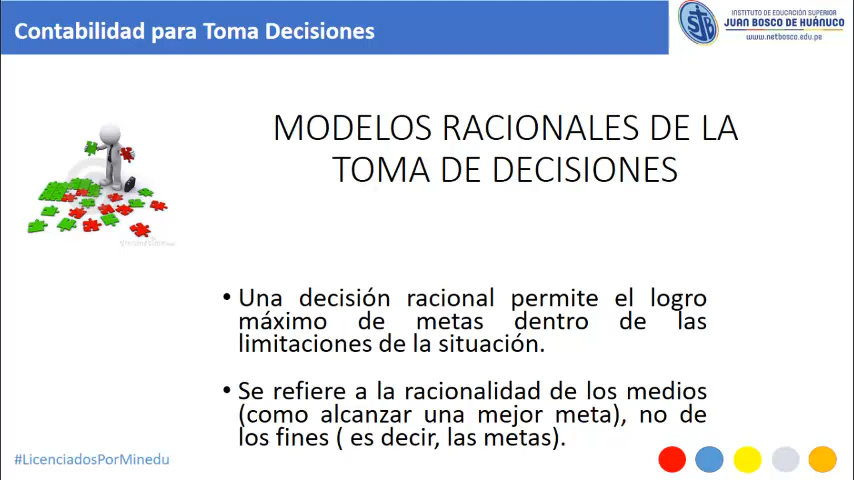 Contabilidad para Toma Decisiones
INSTITUTO DE EDUCACIÓN SUPERIOR
JUAN BOSCO DE HUÁNUCO
www.netbosco.edu.pe
MODELOS RACIONALES DE LA
TOMA DE DECISIONES
• Una decisión racional permite el logro
máximo de metas dentro de las
limitaciones de la situación.
• Se refiere a la racionalidad de los medios
(como alcanzar una mejor meta), no de
los fines ( es decir, las metas).
#LicenciadosPorMinedu